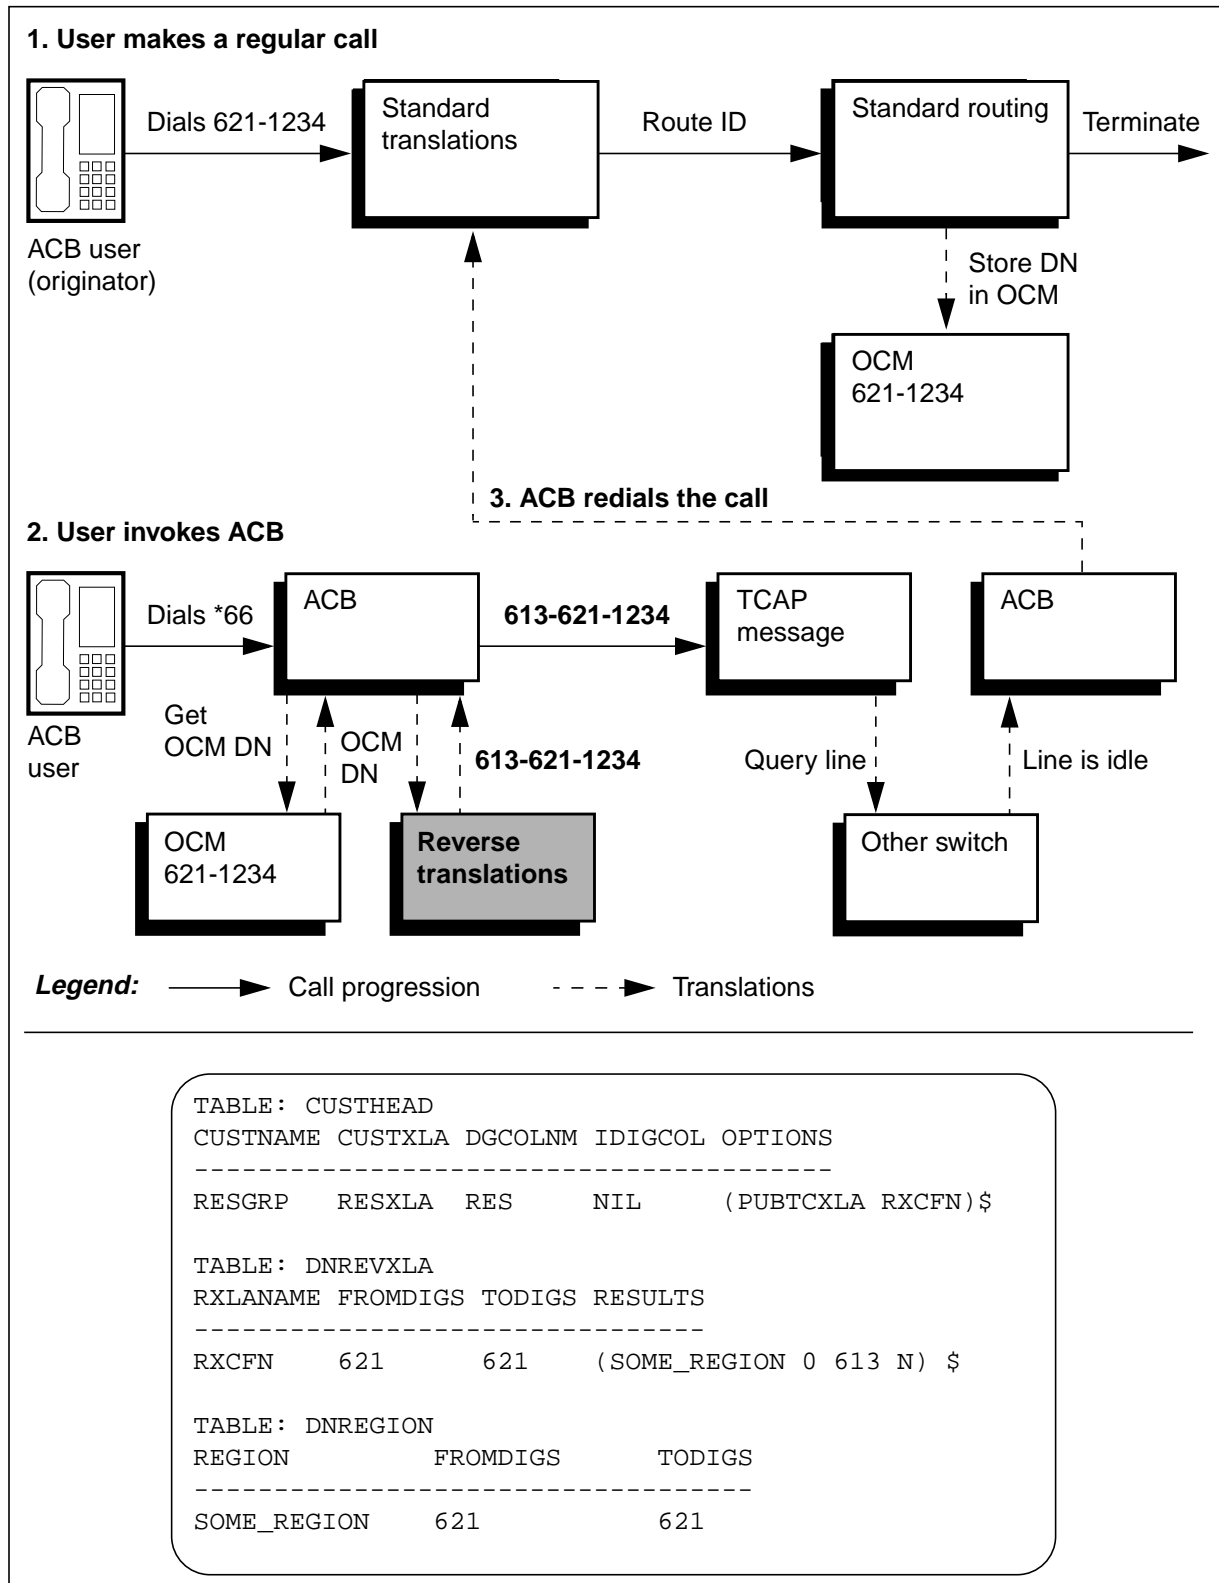 1. User makes a regular call
Dials 621-1234
Standard
translations
Route ID
Standard routing
Terminate
ACB user
(originator)
Store DN
in OCM
OCM
621-1234
3. ACB redials the call
2. User invokes ACB
Dials *66
ACB
613-621-1234
TCAP
message
ACB
ACB
user
Get
OCM DN
OCM
DN
613-621-1234
Query line
Line is idle
OCM
621-1234
Reverse
translations
Other switch
Legend:
Call progression
Translations
TABLE: CUSTHEAD
CUSTNAME CUSTXLA DGCOLNM IDIGCOL OPTIONS
----------------------------------------
RESGRP RESXLA RES NIL (PUBTCXLA RXCFN)$
TABLE: DNREVXLA
RXLANAME FROMDIGS TODIGS RESULTS
--------------------------------
RXCFN 621 621 (SOME_REGION 0 613 N) $
TABLE: DNREGION
REGION FROMDIGS TODIGS
-----------------------------------
SOME_REGION 621 621